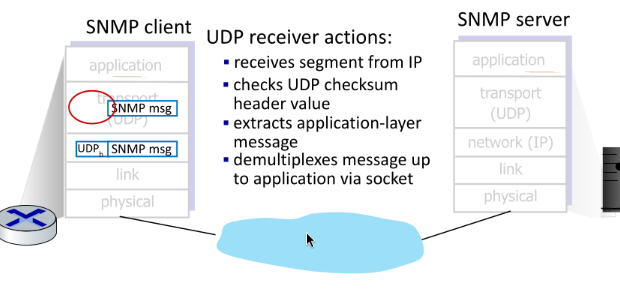 SNMP client
application
transport
(UDP)
SNMP msg
UDPh SNMP msg
link
physical
UDP receiver actions:
▪ receives segment from IP
▪ checks UDP checksum
header value
▪ extracts application-layer
message
▪ demultiplexes message up
to application via socket
SNMP server
application
transport
(UDP)
network (IP)
link
physical